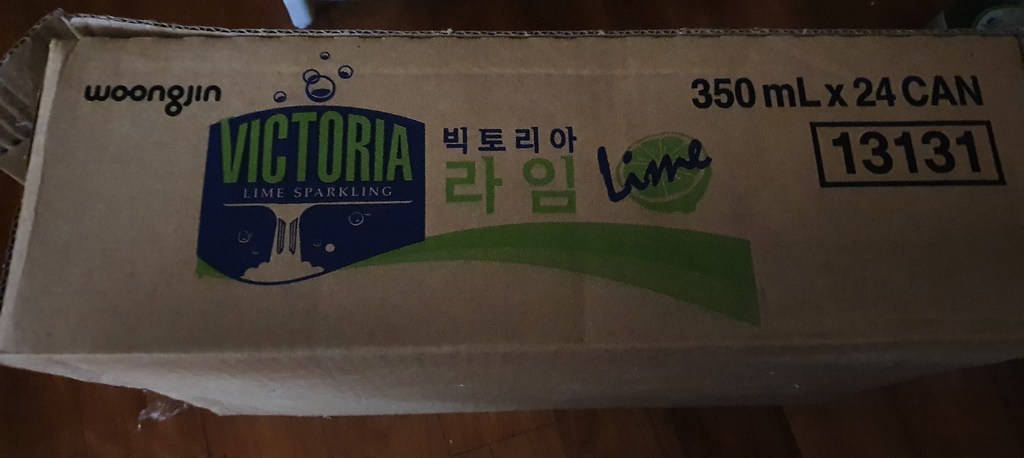 woongjin
VICTORIA
LIME SPARKLING
빅토리아
라임
Lime
350 mL x 24 CAN
13131